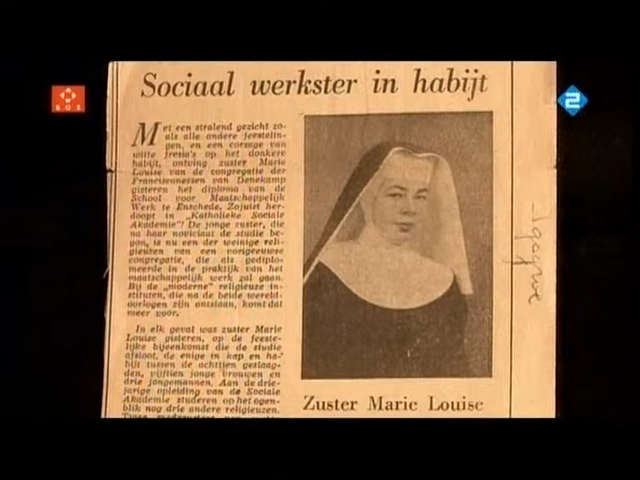 Sociaal werkster in habijt
Met een stralend gezicht zo-
als alle andere feestelin-
gen, en een corsage van
witte fresia's op het donkere
habijt, ontving zuster Marie
Louise van de congregatie der
Franciscanessen van Denekamp
gisteren het diploma van de
School voor Maatschappelijk
Werk te Enschede. Zojuist her-
doopt in „Katholieke Sociale
Akademie"! De jonge zuster, die
na haar noviciaat de studie be-
gon, is nu een der weinige reli-
gieuzen van een vooroorlogse
congregatie, die als gediplo-
meerde in de praktijk van het
maatschappelijk werk zal gaan.
Bij de „moderne" religieuze in-
stituten, die na de beide wereld-
oorlogen zijn ontstaan, komt dat
meer voor.
In elk geval was zuster Marie
Louise gisteren, op de feeste-
lijke bijeenkomst die de studie
afsloot, de enige in kap en ha-
bijt tussen de achttien geslaag-
den, vijftien jonge vrouwen en
drie jongemannen. Aan de drie-
jarige opleiding van de Sociale
Akademie studeren op het ogen-
blik nog drie andere religieuzen.
Zuster Marie Louise
BOS
2